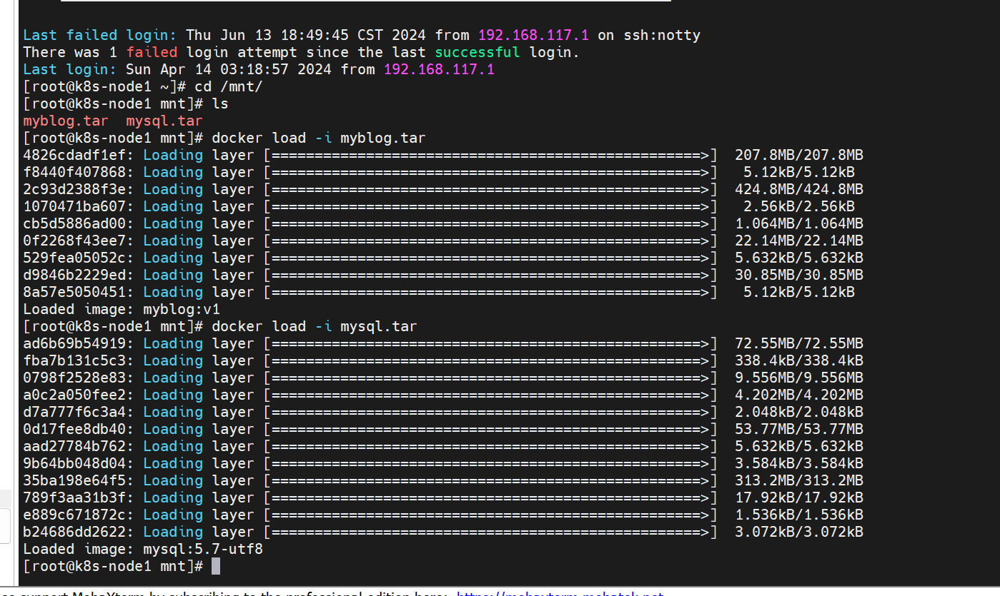 Last failed login: Thu Jun 13 18:49:45 CST 2024 from 192.168.117.1 on ssh:notty
There was 1 failed login attempt since the last successful login.
Last login: Sun Apr 14 03:18:57 2024 from 192.168.117.1
[root@k8s-node1 ~]# cd /mnt/
[root@k8s-node1 mnt]# ls
myblog.tar  mysql.tar
[root@k8s-node1 mnt]# docker load -i myblog.tar
4826cdadf1ef: Loading layer [==================================================>]  207.8MB/207.8MB
f8440f407868: Loading layer [==================================================>]   5.12kB/5.12kB
2c93d2388f3e: Loading layer [==================================================>]  424.8MB/424.8MB
1070471ba607: Loading layer [==================================================>]   2.56kB/2.56kB
cb5d5886ad00: Loading layer [==================================================>]  1.064MB/1.064MB
0f2268f43ee7: Loading layer [==================================================>]  22.14MB/22.14MB
529fea05052c: Loading layer [==================================================>]  5.632kB/5.632kB
d9846b2229ed: Loading layer [==================================================>]  30.85MB/30.85MB
8a57e5050451: Loading layer [==================================================>]   5.12kB/5.12kB
Loaded image: myblog:v1
[root@k8s-node1 mnt]# docker load -i mysql.tar
ad6b69b54919: Loading layer [==================================================>]  72.55MB/72.55MB
fba7b131c5c3: Loading layer [==================================================>]  338.4kB/338.4kB
0798f2528e83: Loading layer [==================================================>]  9.556MB/9.556MB
a0c2a050fee2: Loading layer [==================================================>]  4.202MB/4.202MB
d7a777f6c3a4: Loading layer [==================================================>]  2.048kB/2.048kB
0d17fee8db40: Loading layer [==================================================>]  53.77MB/53.77MB
aad27784b762: Loading layer [==================================================>]  5.632kB/5.632kB
9b64bb048d04: Loading layer [==================================================>]  3.584kB/3.584kB
35ba198e64f5: Loading layer [==================================================>]  313.2MB/313.2MB
789f3aa31b3f: Loading layer [==================================================>]  17.92kB/17.92kB
e889c671872c: Loading layer [==================================================>]  1.536kB/1.536kB
b24686dd2622: Loading layer [==================================================>]  3.072kB/3.072kB
Loaded image: mysql:5.7-utf8
[root@k8s-node1 mnt]#
support MobaXterm by subscribing to the professional edition here: https://mobaxterm.mobatek.net